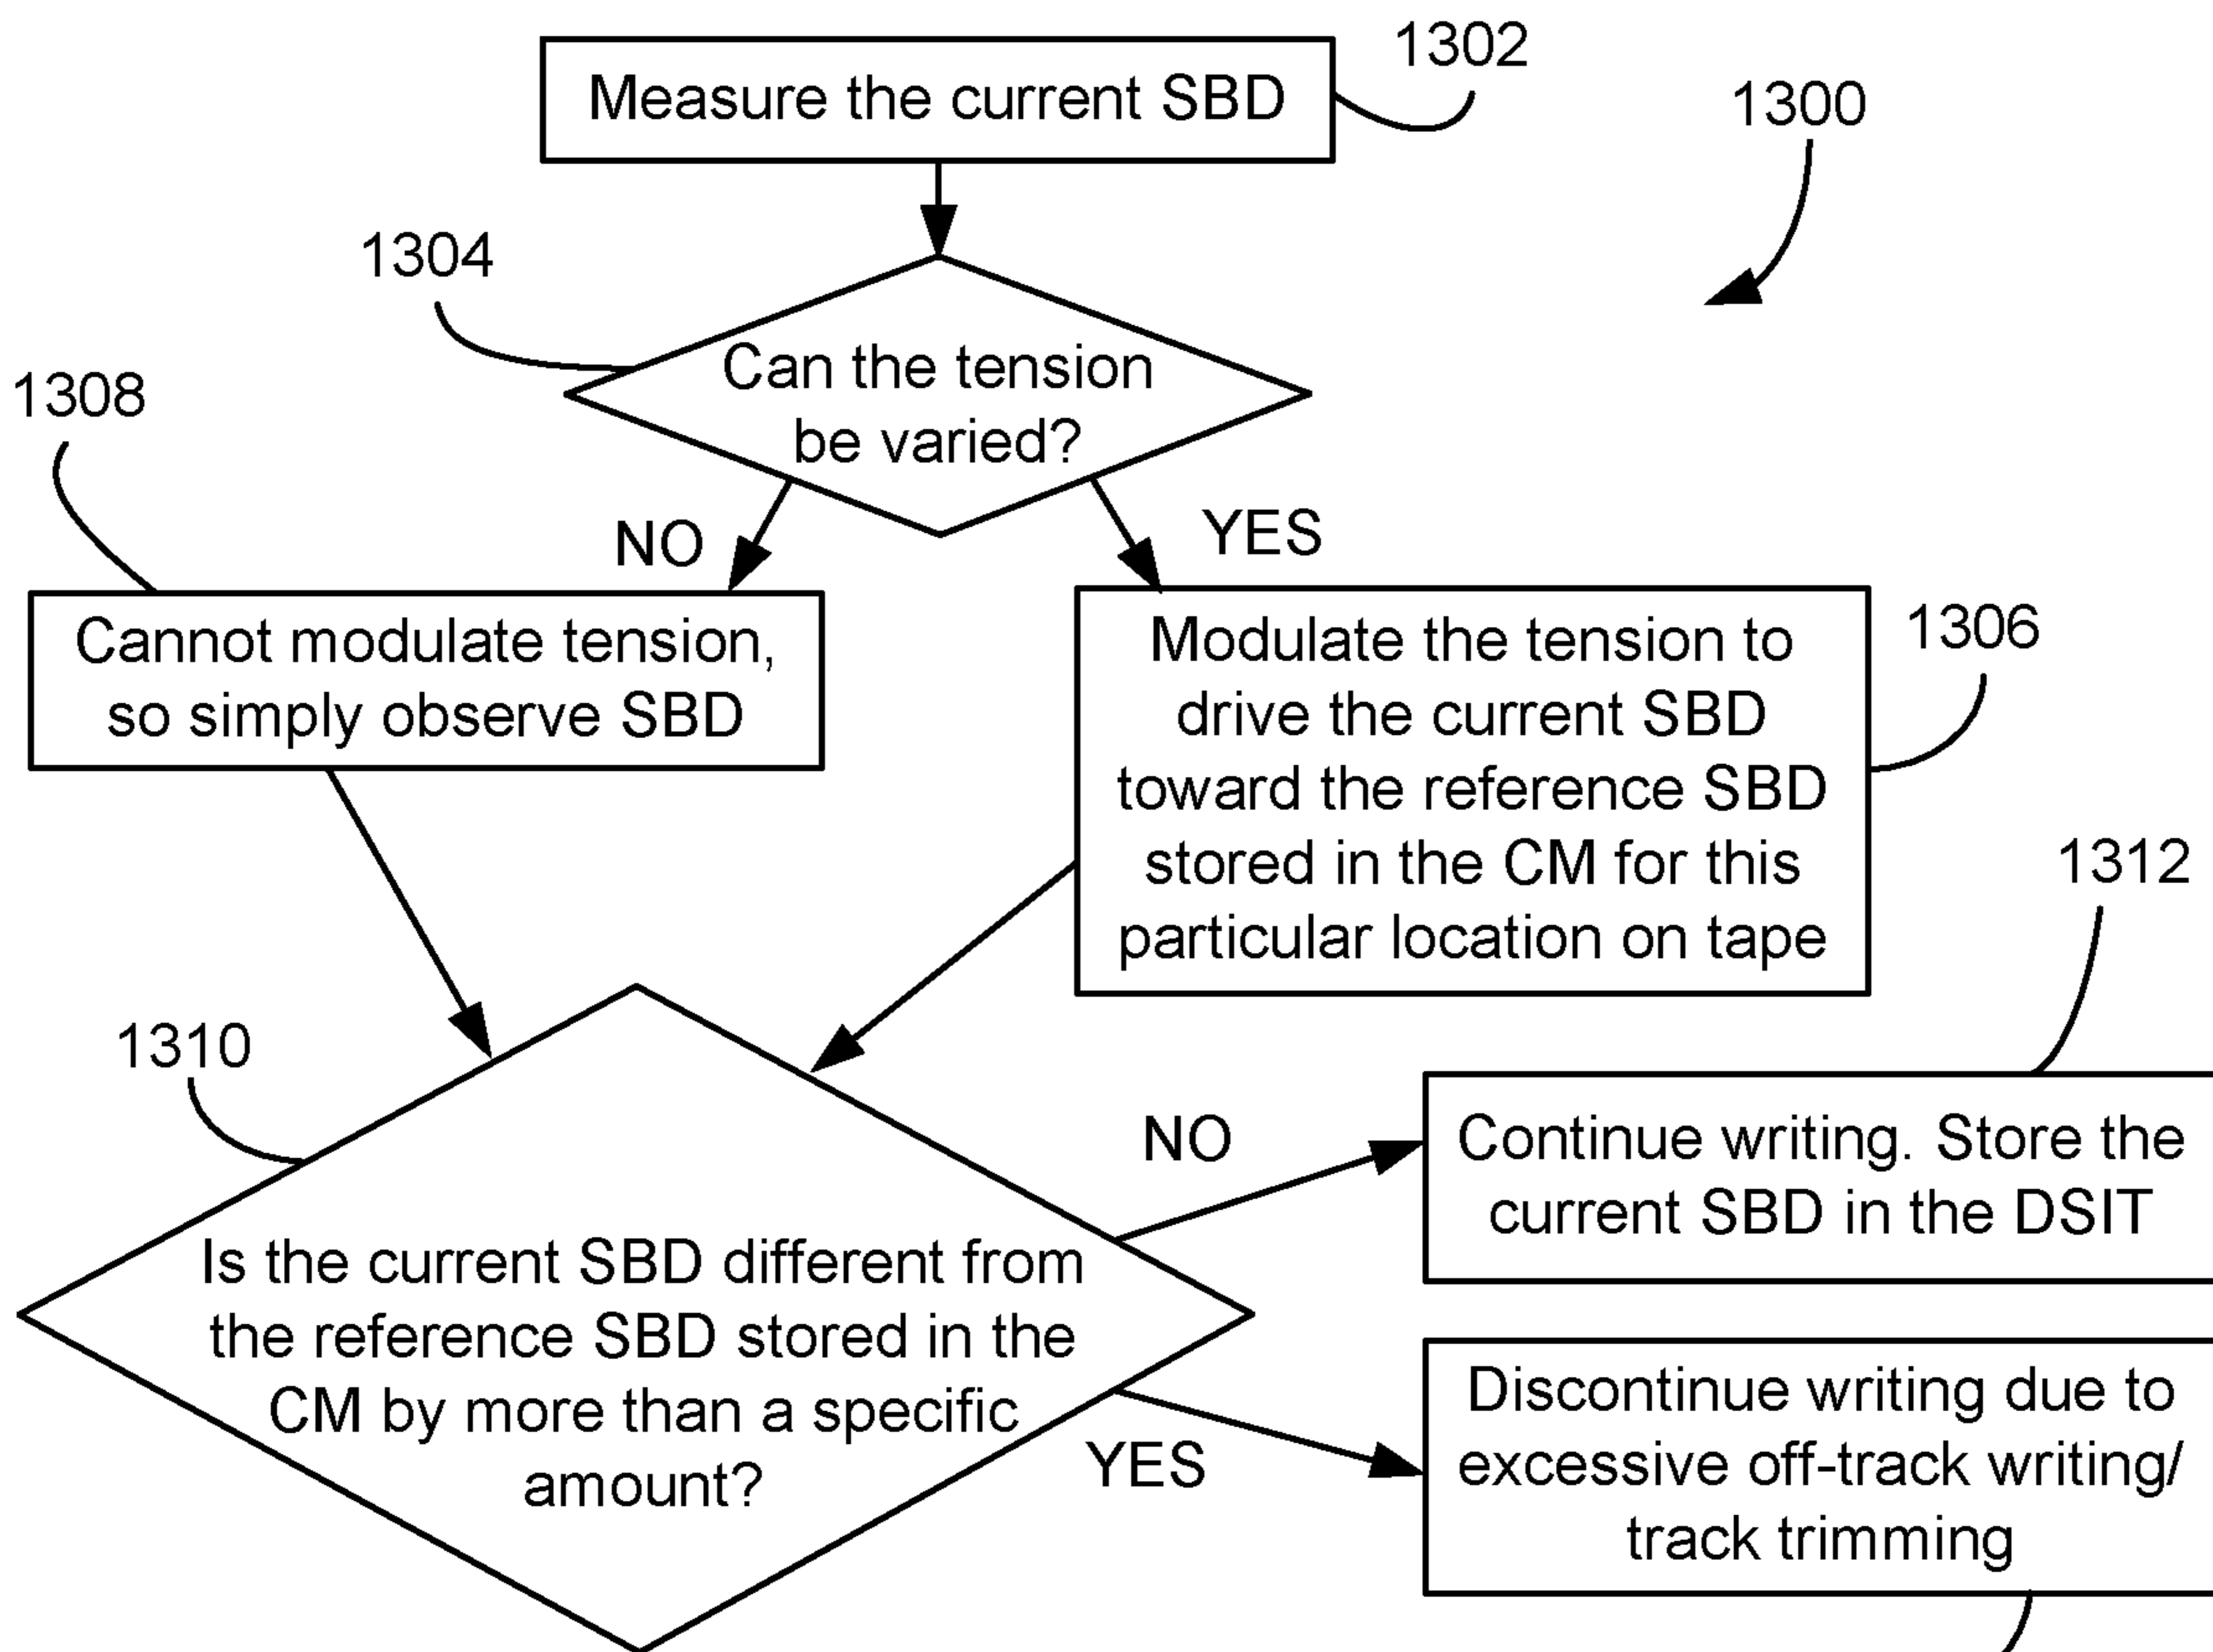 1302
Measure the current SBD
1300
1304
Can the tension
be varied?
1308
NO
YES
Cannot modulate tension,
so simply observe SBD
1306
Modulate the tension to
drive the current SBD
toward the reference SBD
stored in the CM for this
particular location on tape
1312
1310
NO
Continue writing. Store the
current SBD in the DSIT
Is the current SBD different from
the reference SBD stored in the
CM by more than a specific
amount?
YES
Discontinue writing due to
excessive off-track writing/
track trimming